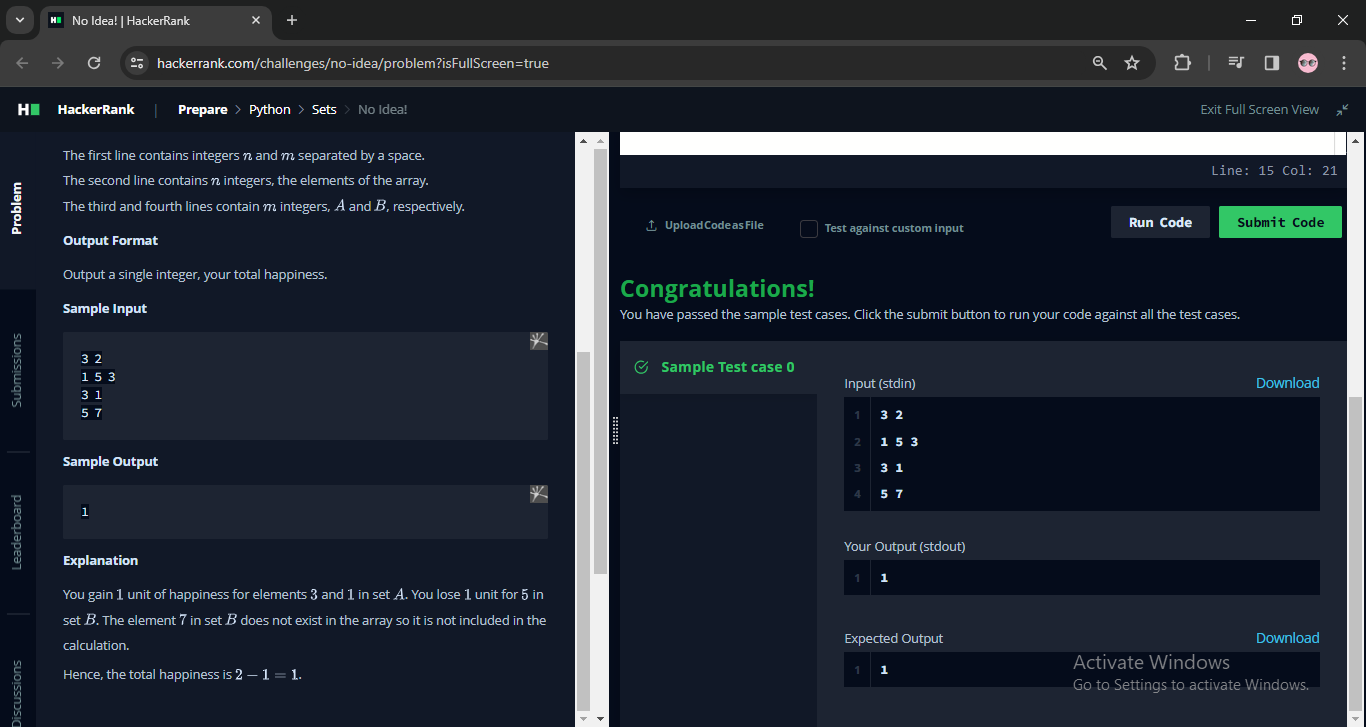 No Idea! | HackerRank
hackerrank.com/challenges/no-idea/problem?isFullScreen=true
HackerRank | Prepare > Python > Sets > No Idea!
Exit Full Screen View
Problem
Submissions
Leaderboard
Discussions
The first line contains integers n and m separated by a space.
The second line contains n integers, the elements of the array.
The third and fourth lines contain m integers, A and B, respectively.
Output Format
Output a single integer, your total happiness.
Sample Input
3 2
1 5 3
3 1
5 7
Sample Output
1
Explanation
You gain 1 unit of happiness for elements 3 and 1 in set A. You lose 1 unit for 5 in
set B. The element 7 in set B does not exist in the array so it is not included in the
calculation.
Hence, the total happiness is 2 − 1 = 1.
Line: 15 Col: 21
Upload Code as File
Test against custom input
Run Code
Submit Code
Congratulations!
You have passed the sample test cases. Click the submit button to run your code against all the test cases.
Sample Test case 0
Input (stdin)
Download
1 3 2
2 1 5 3
3 3 1
4 5 7
Your Output (stdout)
1 1
Expected Output
Download
1 1
Activate Windows
Go to Settings to activate Windows.